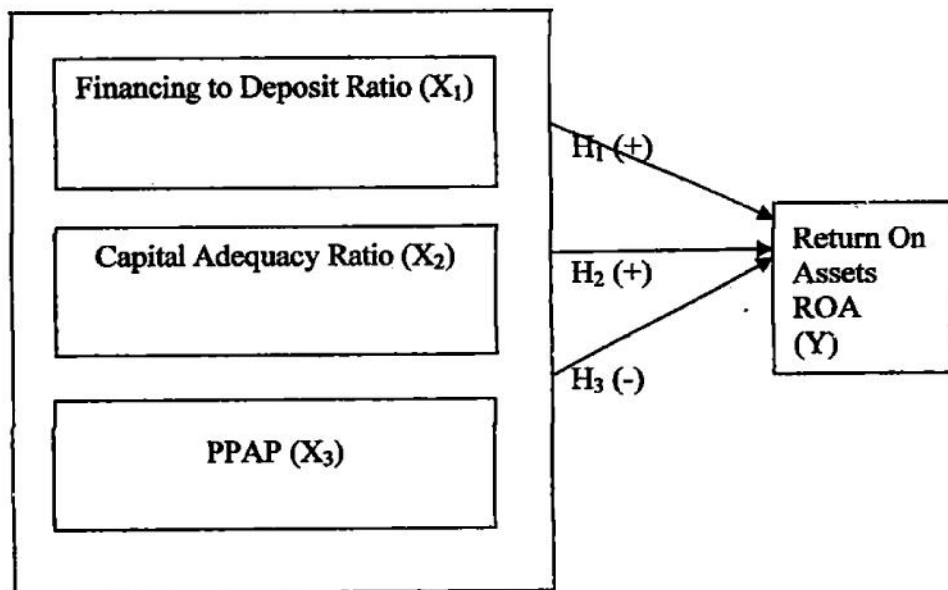 Financing to Deposit Ratio (X₁)
H₁ (+)
Capital Adequacy Ratio (X₂)
H₂ (+)
Return On
Assets
ROA
(Y)
H₃ (-)
PPAP (X₃)